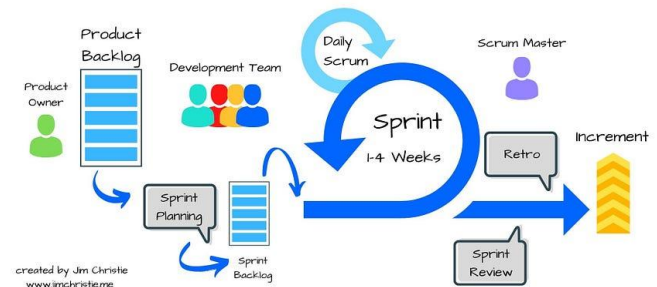 Product
Backlog
Product
Owner
Development Team
Daily
Scrum
Scrum Master
Sprint
1-4 Weeks
Retro
Increment
Sprint
Planning
Sprint
Backlog
Sprint
Review
created by Jim Christie
www.jimchristie.me